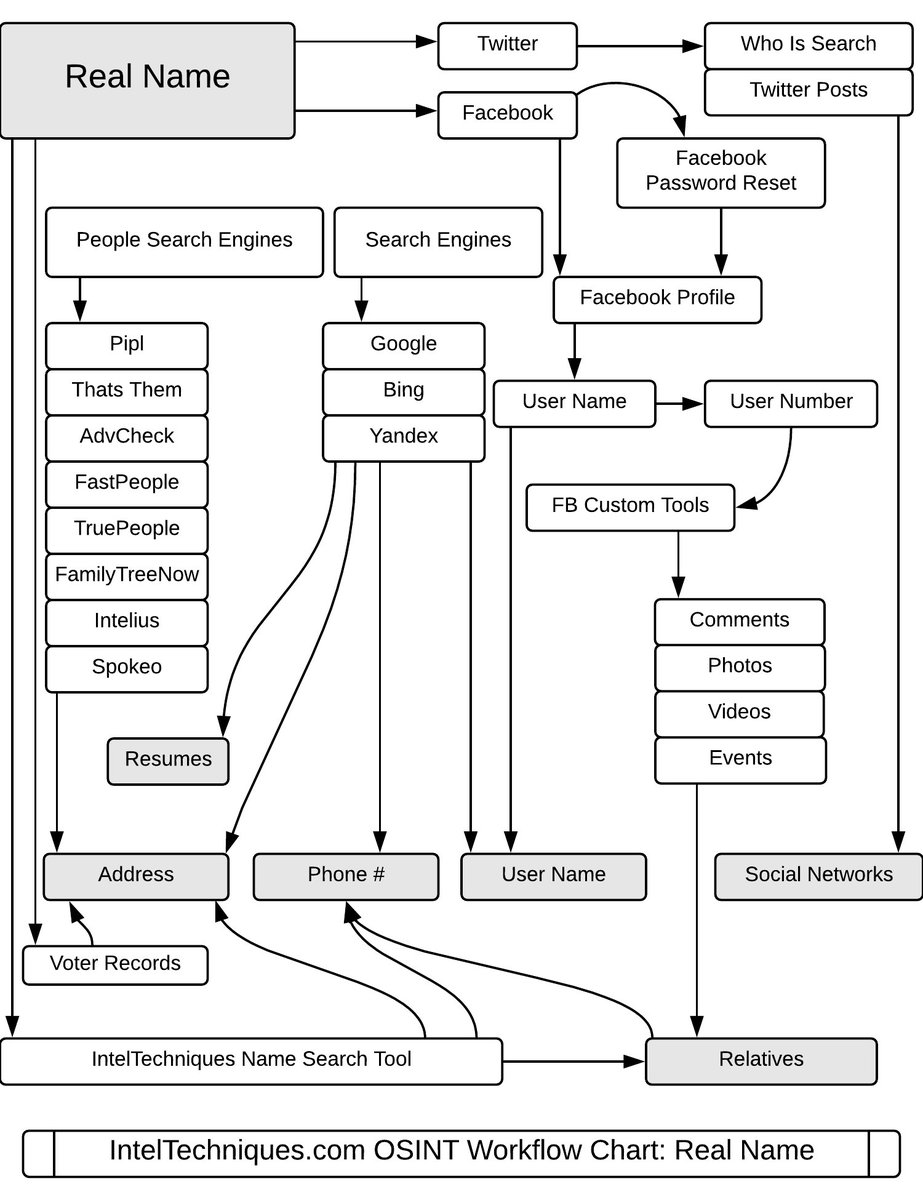 Real Name
Twitter
Who Is Search
Twitter Posts
Facebook
Facebook
Password Reset
People Search Engines
Search Engines
Facebook Profile
Pipl
Thats Them
AdvCheck
FastPeople
TruePeople
FamilyTreeNow
Intelius
Spokeo
Google
Bing
Yandex
User Name
User Number
FB Custom Tools
Comments
Photos
Videos
Events
Resumes
Address
Phone #
User Name
Social Networks
Voter Records
IntelTechniques Name Search Tool
Relatives
IntelTechniques.com OSINT Workflow Chart: Real Name